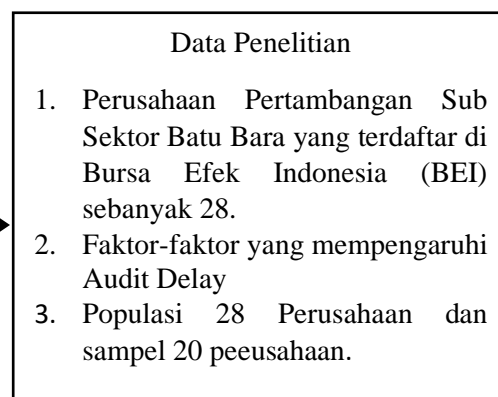 Data Penelitian
1. Perusahaan Pertambangan Sub
Sektor Batu Bara yang terdaftar di
Bursa Efek Indonesia (BEI)
sebanyak 28.
2. Faktor-faktor yang mempengaruhi
Audit Delay
3. Populasi 28 Perusahaan dan
sampel 20 peeusahaan.